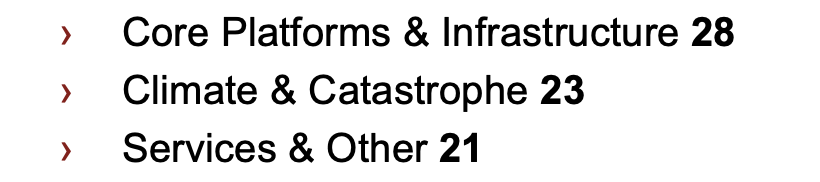 › Core Platforms & Infrastructure 28
› Climate & Catastrophe 23
› Services & Other 21